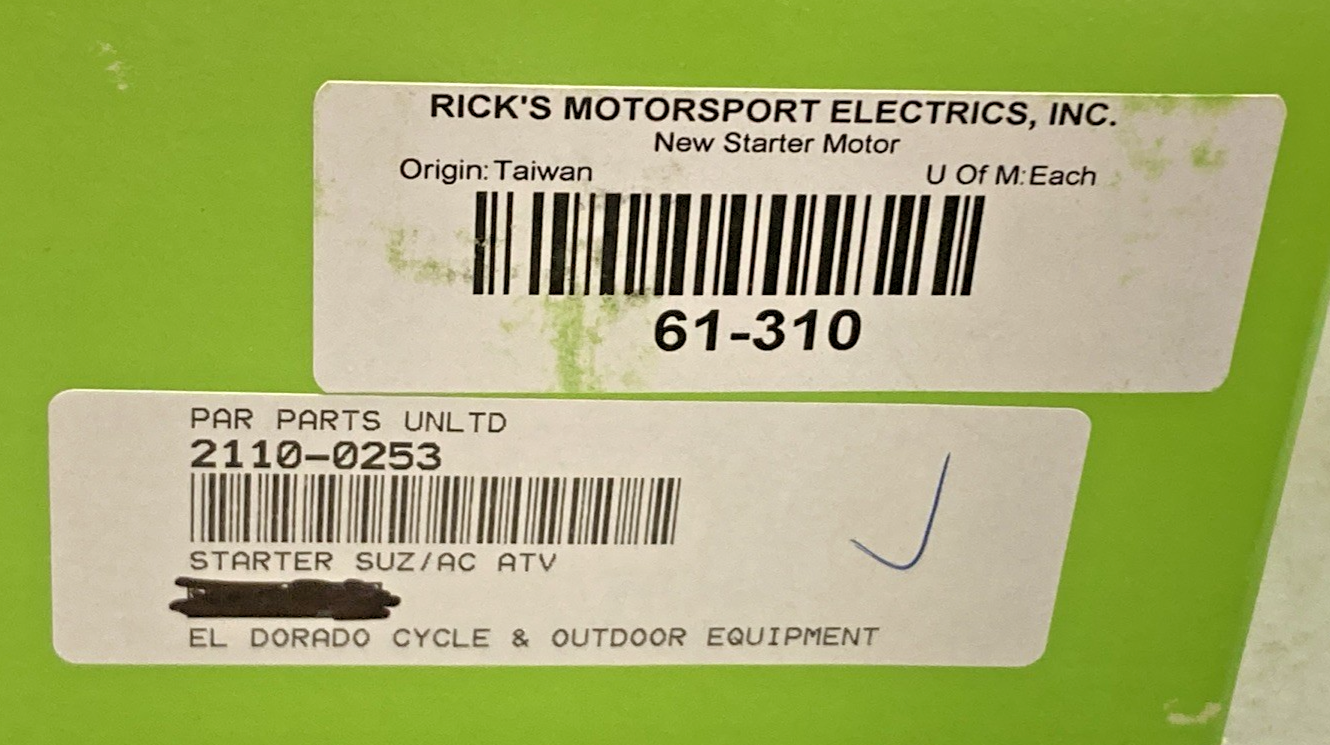 RICK'S MOTORSPORT ELECTRICS, INC.
New Starter Motor
Origin: Taiwan U Of M: Each
61-310
PAR PARTS UNLTD
2110-0253
STARTER SUZ/AC ATV
EL DORADO CYCLE & OUTDOOR EQUIPMENT